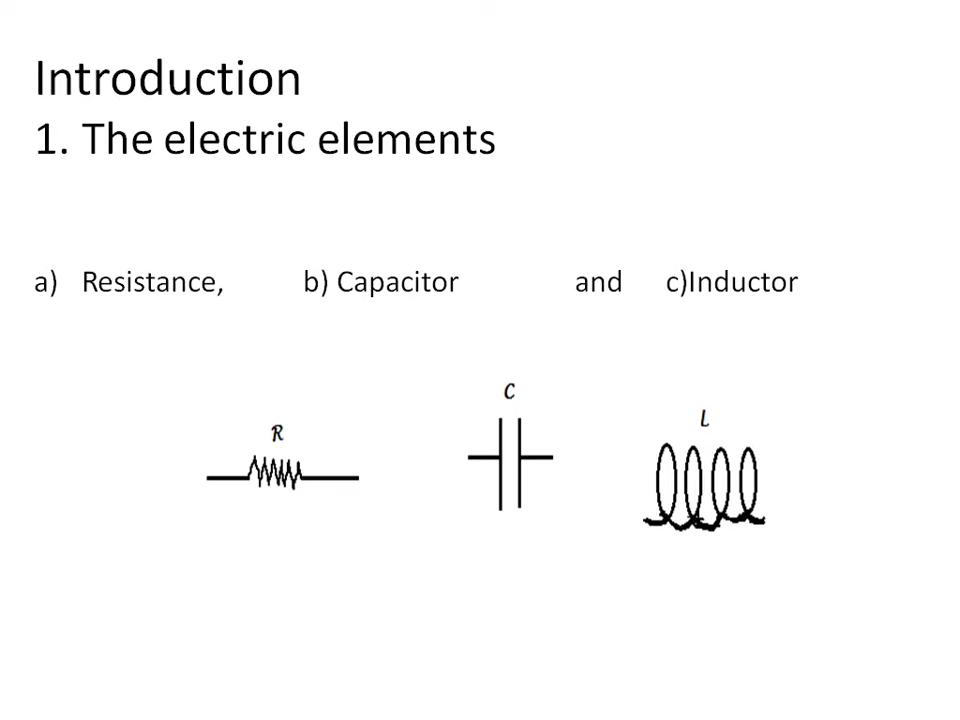 Introduction
1. The electric elements
a) Resistance, b) Capacitor and c)Inductor
R
C
L